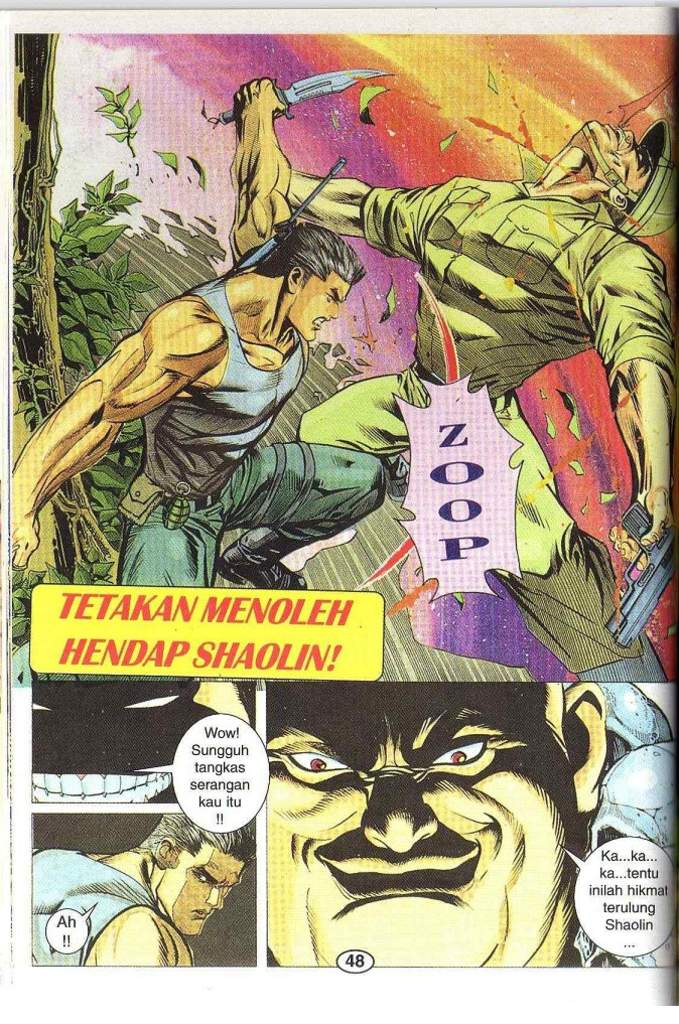 ZOOP
TETAKAN MENOLEH
HENDAP SHAOLIN!
Wow!
Sungguh
tangkas
serangan
kau itu
!!
Ah
!!
Ka...ka...
ka...tentu
inilah hikmat
terulung
Shaolin
...
48